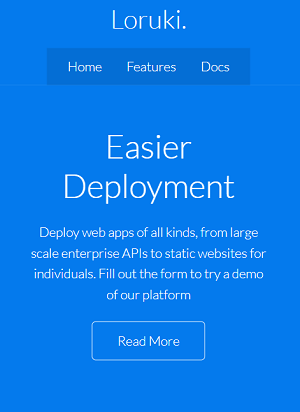 Loruki.
Home Features Docs
Easier
Deployment
Deploy web apps of all kinds, from large
scale enterprise APIs to static websites for
individuals. Fill out the form to try a demo
of our platform
Read More